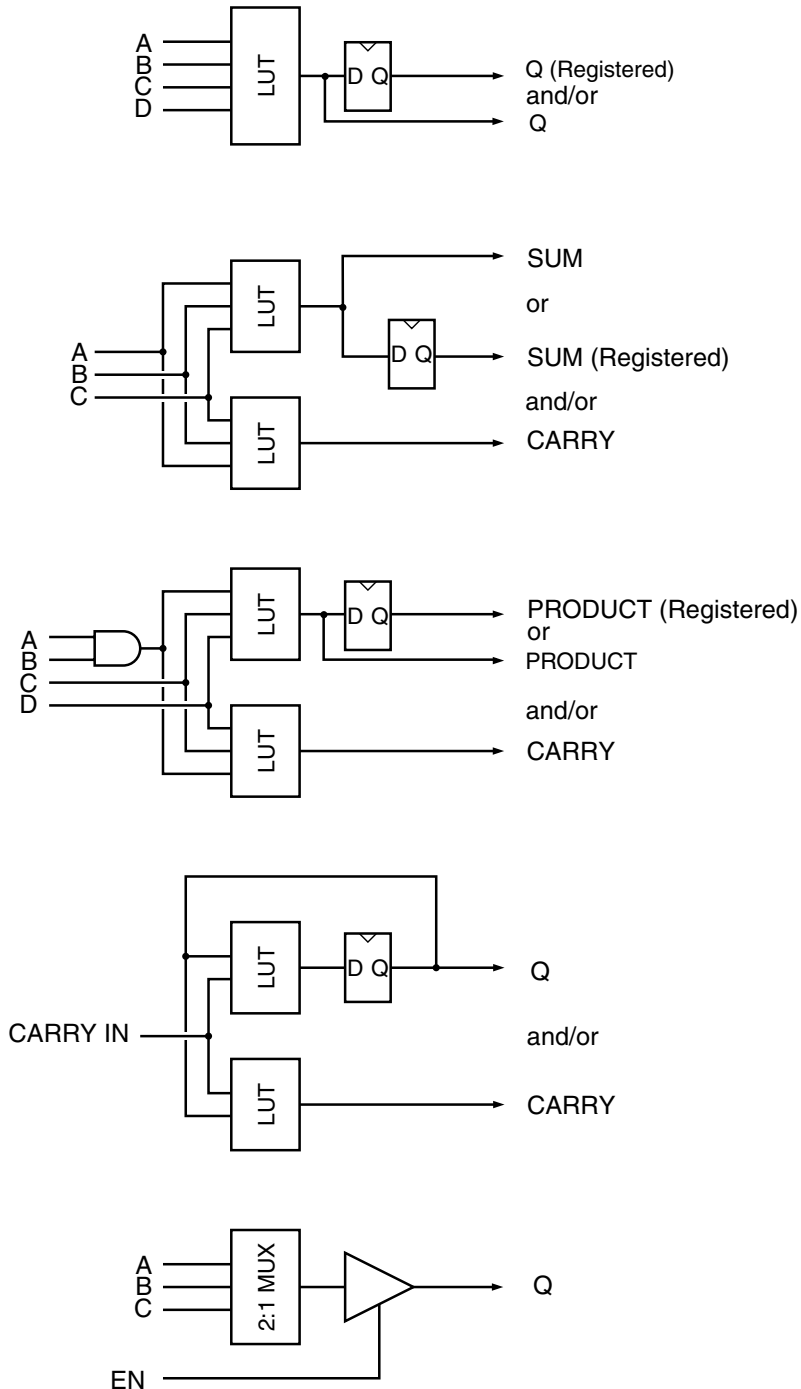 A
B
C
D
LUT
D Q
Q (Registered)
and/or
Q
A
B
C
LUT
LUT
D Q
SUM
or
SUM (Registered)
and/or
CARRY
A
B
C
D
LUT
LUT
D Q
PRODUCT (Registered)
or
PRODUCT
and/or
CARRY
CARRY IN
LUT
LUT
D Q
Q
and/or
CARRY
A
B
C
2:1 MUX
EN
Q